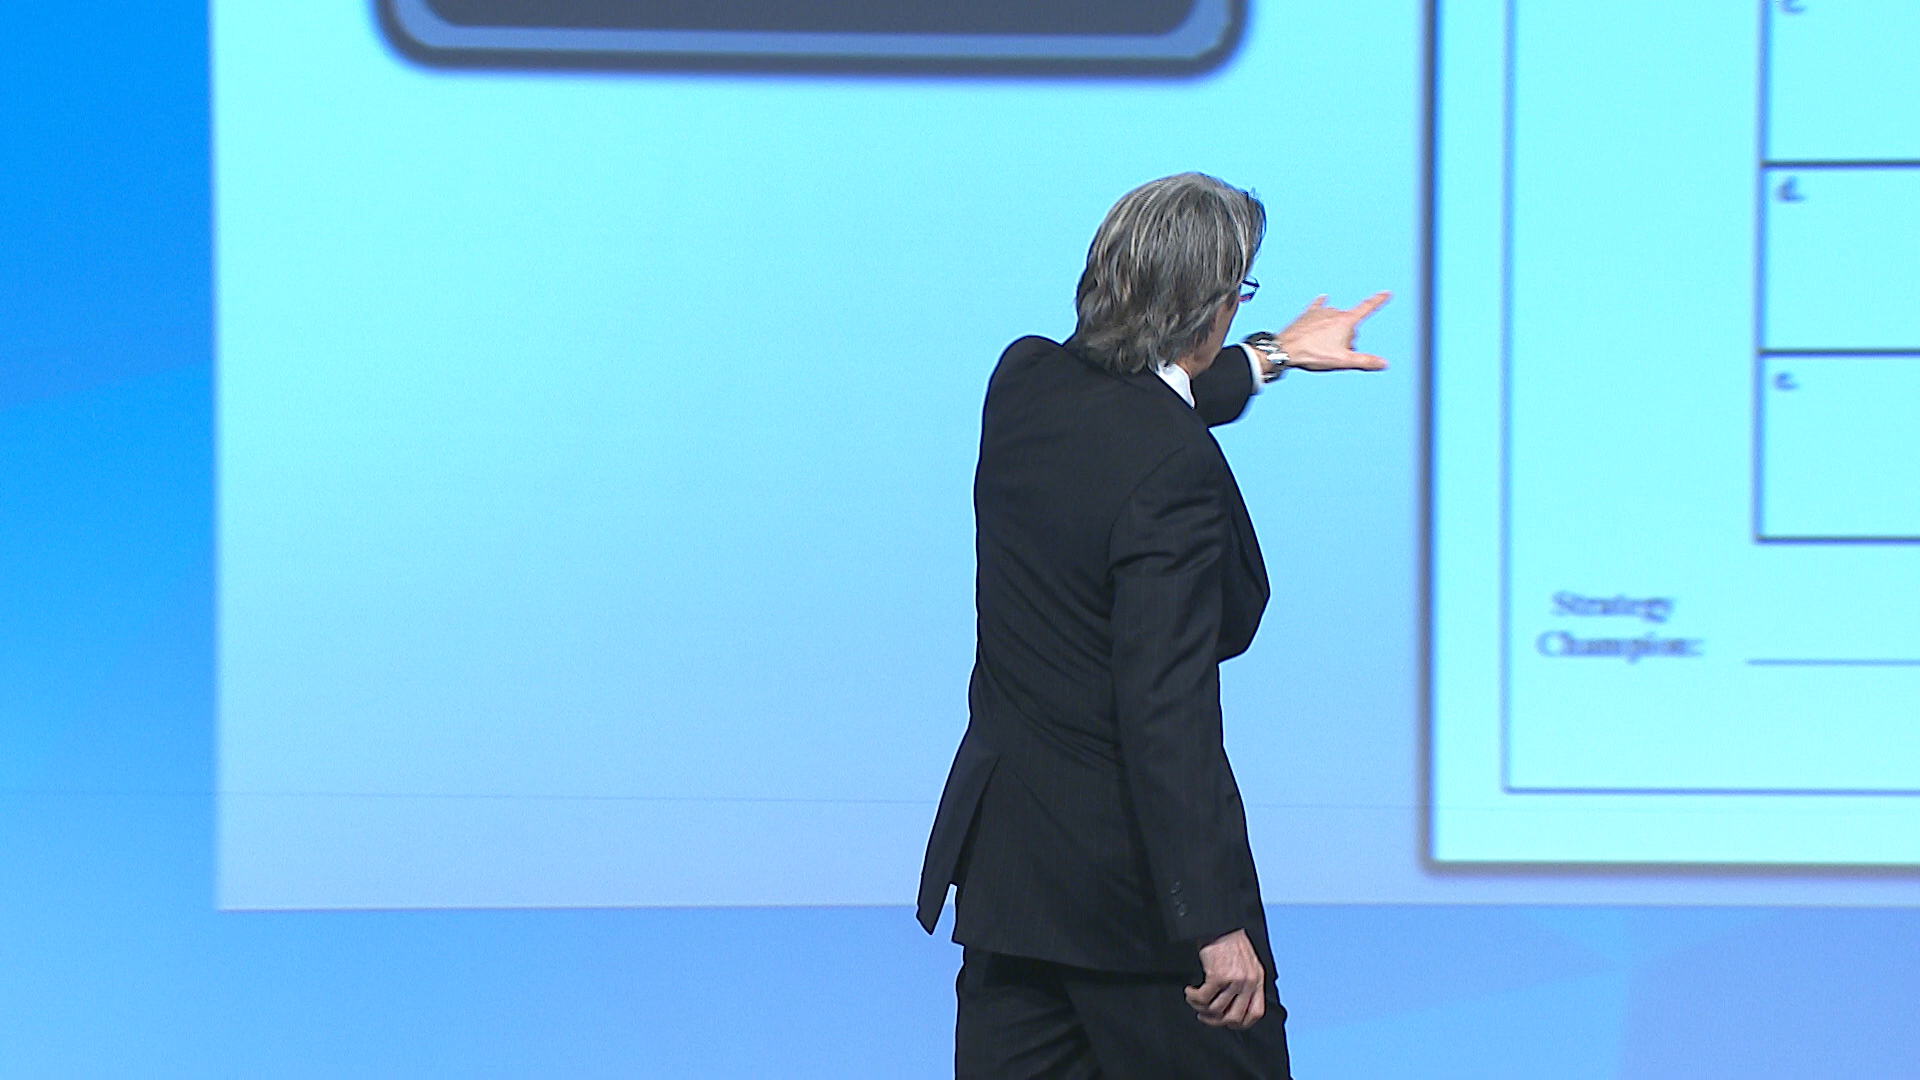 c.
d.
e.
Strategy
Champion: